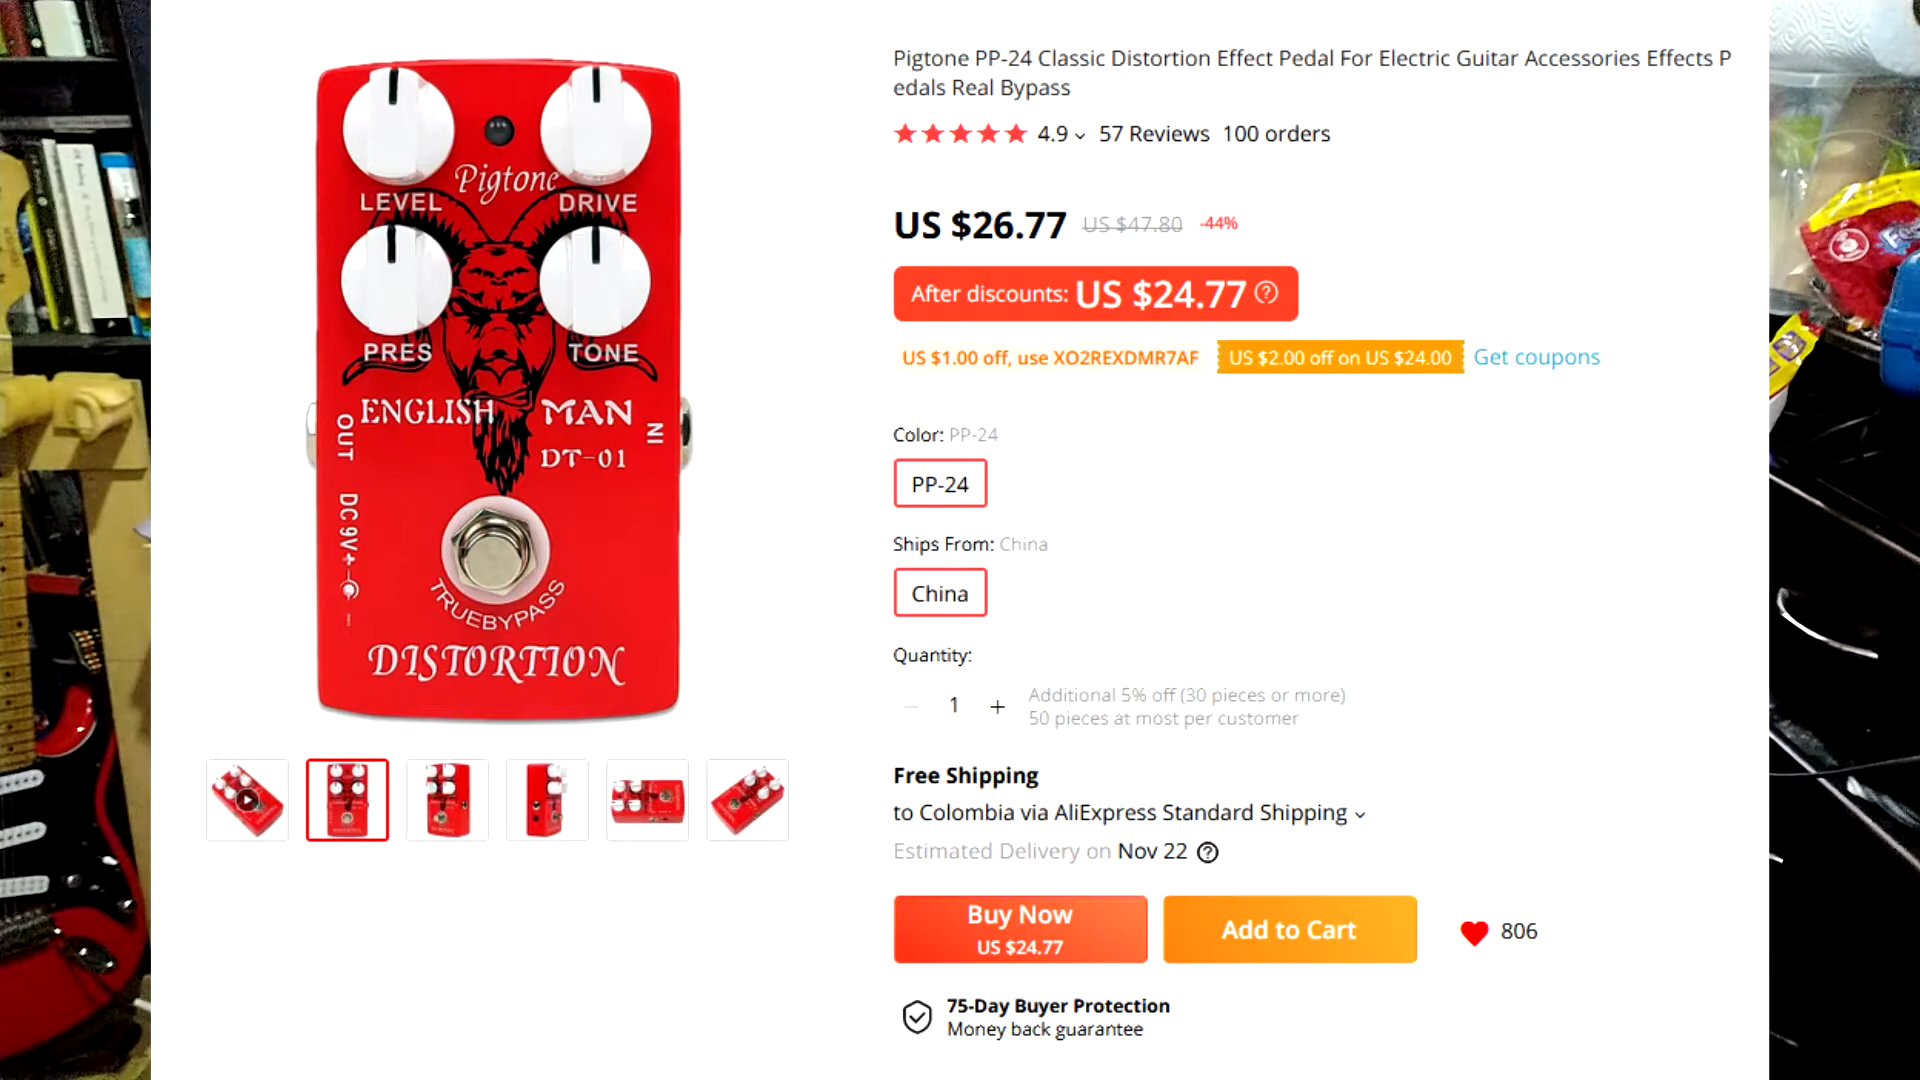 Pigtone
LEVEL
DRIVE
PRES
TONE
ENGLISH MAN
DT-01
OUT
IN
DC 9V+ -
TRUEBYPASS
DISTORTION
Pigtone PP-24 Classic Distortion Effect Pedal For Electric Guitar Accessories Effects P
edals Real Bypass
4.9 57 Reviews 100 orders
US $26.77 US $47.80 -44%
After discounts: US $24.77 ?
US $1.00 off, use XO2REXDMR7AF US $2.00 off on US $24.00 Get coupons
Color: PP-24
PP-24
Ships From: China
China
Quantity:
− 1 + Additional 5% off (30 pieces or more)
50 pieces at most per customer
Free Shipping
to Colombia via AliExpress Standard Shipping
Estimated Delivery on Nov 22 ?
Buy Now
US $24.77
Add to Cart
806
75-Day Buyer Protection
Money back guarantee